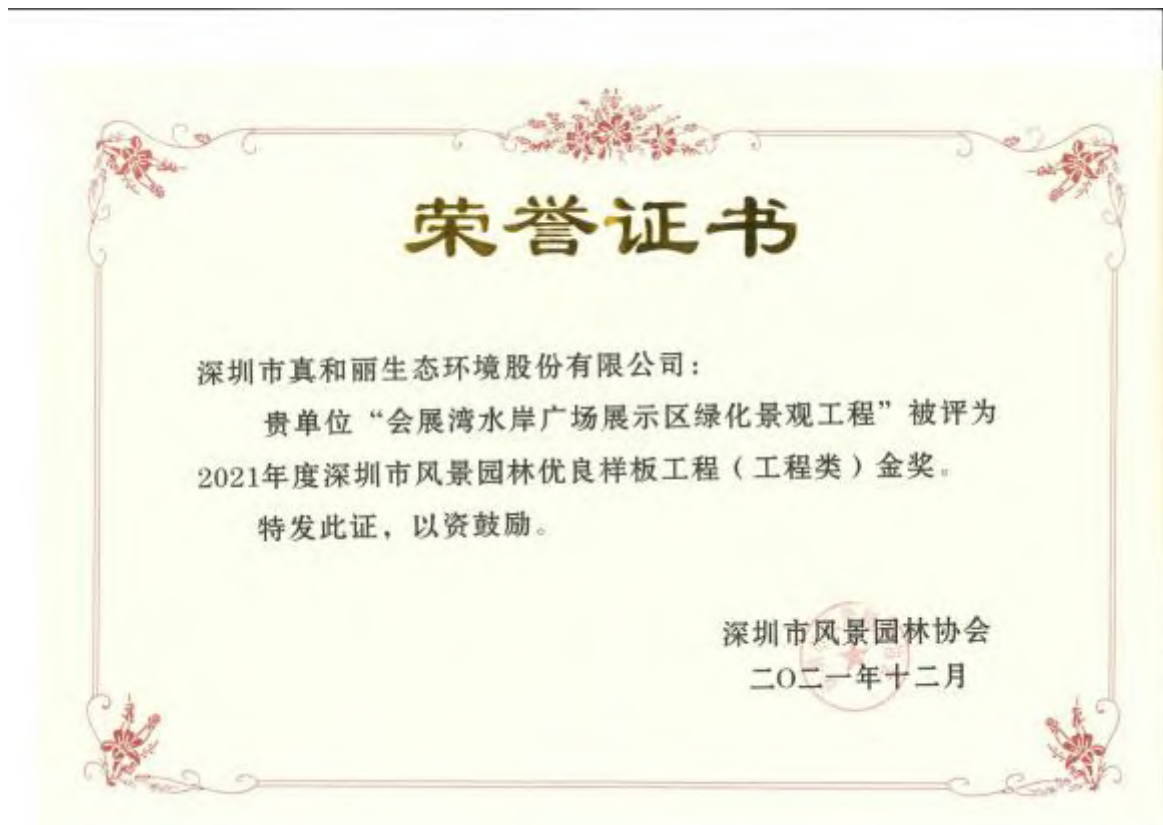 荣誉证书
深圳市真和丽生态环境股份有限公司：
贵单位“会展湾水岸广场展示区绿化景观工程”被评为
2021年度深圳市风景园林优良样板工程（工程类）金奖。
特发此证，以资鼓励。
深圳市风景园林协会
二〇二一年十二月